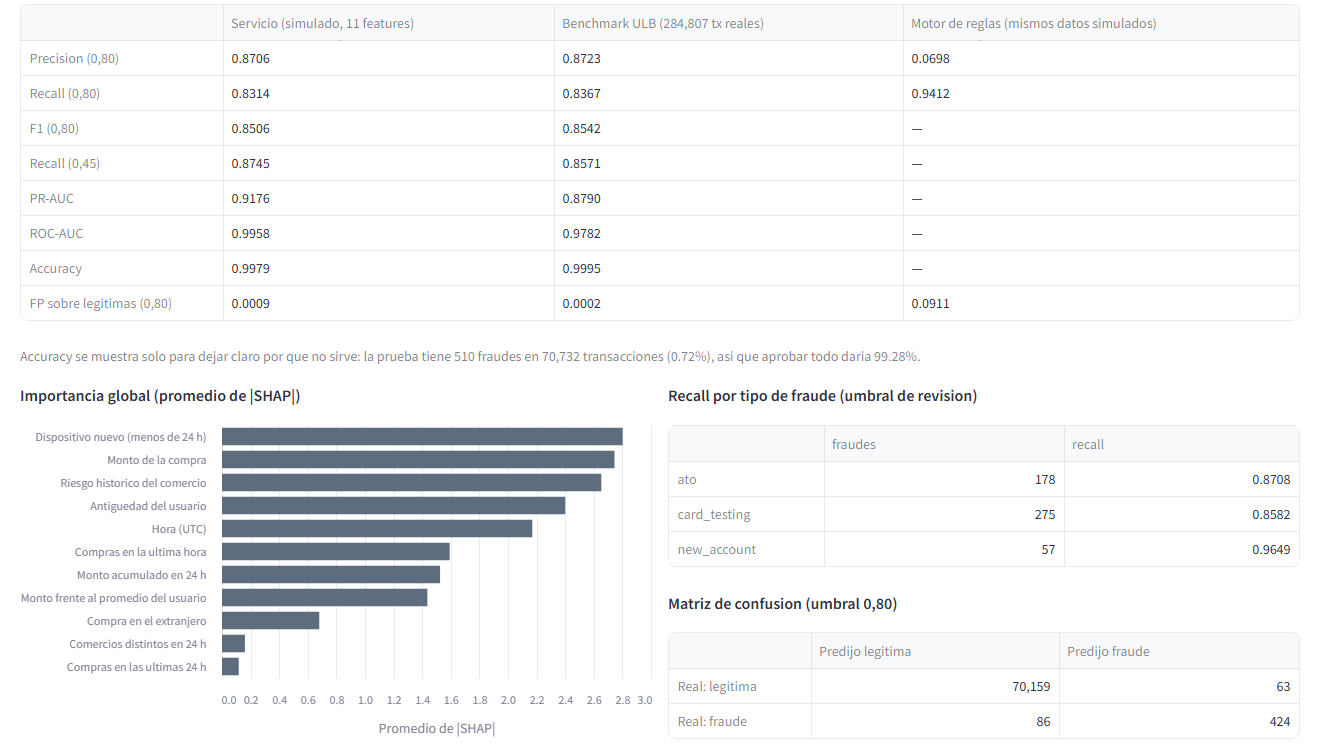 Servicio (simulado, 11 features) Benchmark ULB (284,807 tx reales) Motor de reglas (mismos datos simulados)
Precision (0,80) 0.8706 0.8723 0.0698
Recall (0,80) 0.8314 0.8367 0.9412
F1 (0,80) 0.8506 0.8542 —
Recall (0,45) 0.8745 0.8571 —
PR-AUC 0.9176 0.8790 —
ROC-AUC 0.9958 0.9782 —
Accuracy 0.9979 0.9995 —
FP sobre legitimas (0,80) 0.0009 0.0002 0.0911
Accuracy se muestra solo para dejar claro por que no sirve: la prueba tiene 510 fraudes en 70,732 transacciones (0.72%), asi que aprobar todo daria 99.28%.
Importancia global (promedio de |SHAP|)
Dispositivo nuevo (menos de 24 h)
Monto de la compra
Riesgo historico del comercio
Antiguedad del usuario
Hora (UTC)
Compras en la ultima hora
Monto acumulado en 24 h
Monto frente al promedio del usuario
Compra en el extranjero
Comercios distintos en 24 h
Compras en las ultimas 24 h
0.0 0.2 0.4 0.6 0.8 1.0 1.2 1.4 1.6 1.8 2.0 2.2 2.4 2.6 2.8 3.0
Promedio de |SHAP|
Recall por tipo de fraude (umbral de revision)
fraudes recall
ato 178 0.8708
card_testing 275 0.8582
new_account 57 0.9649
Matriz de confusion (umbral 0,80)
Predijo legitima Predijo fraude
Real: legitima 70,159 63
Real: fraude 86 424